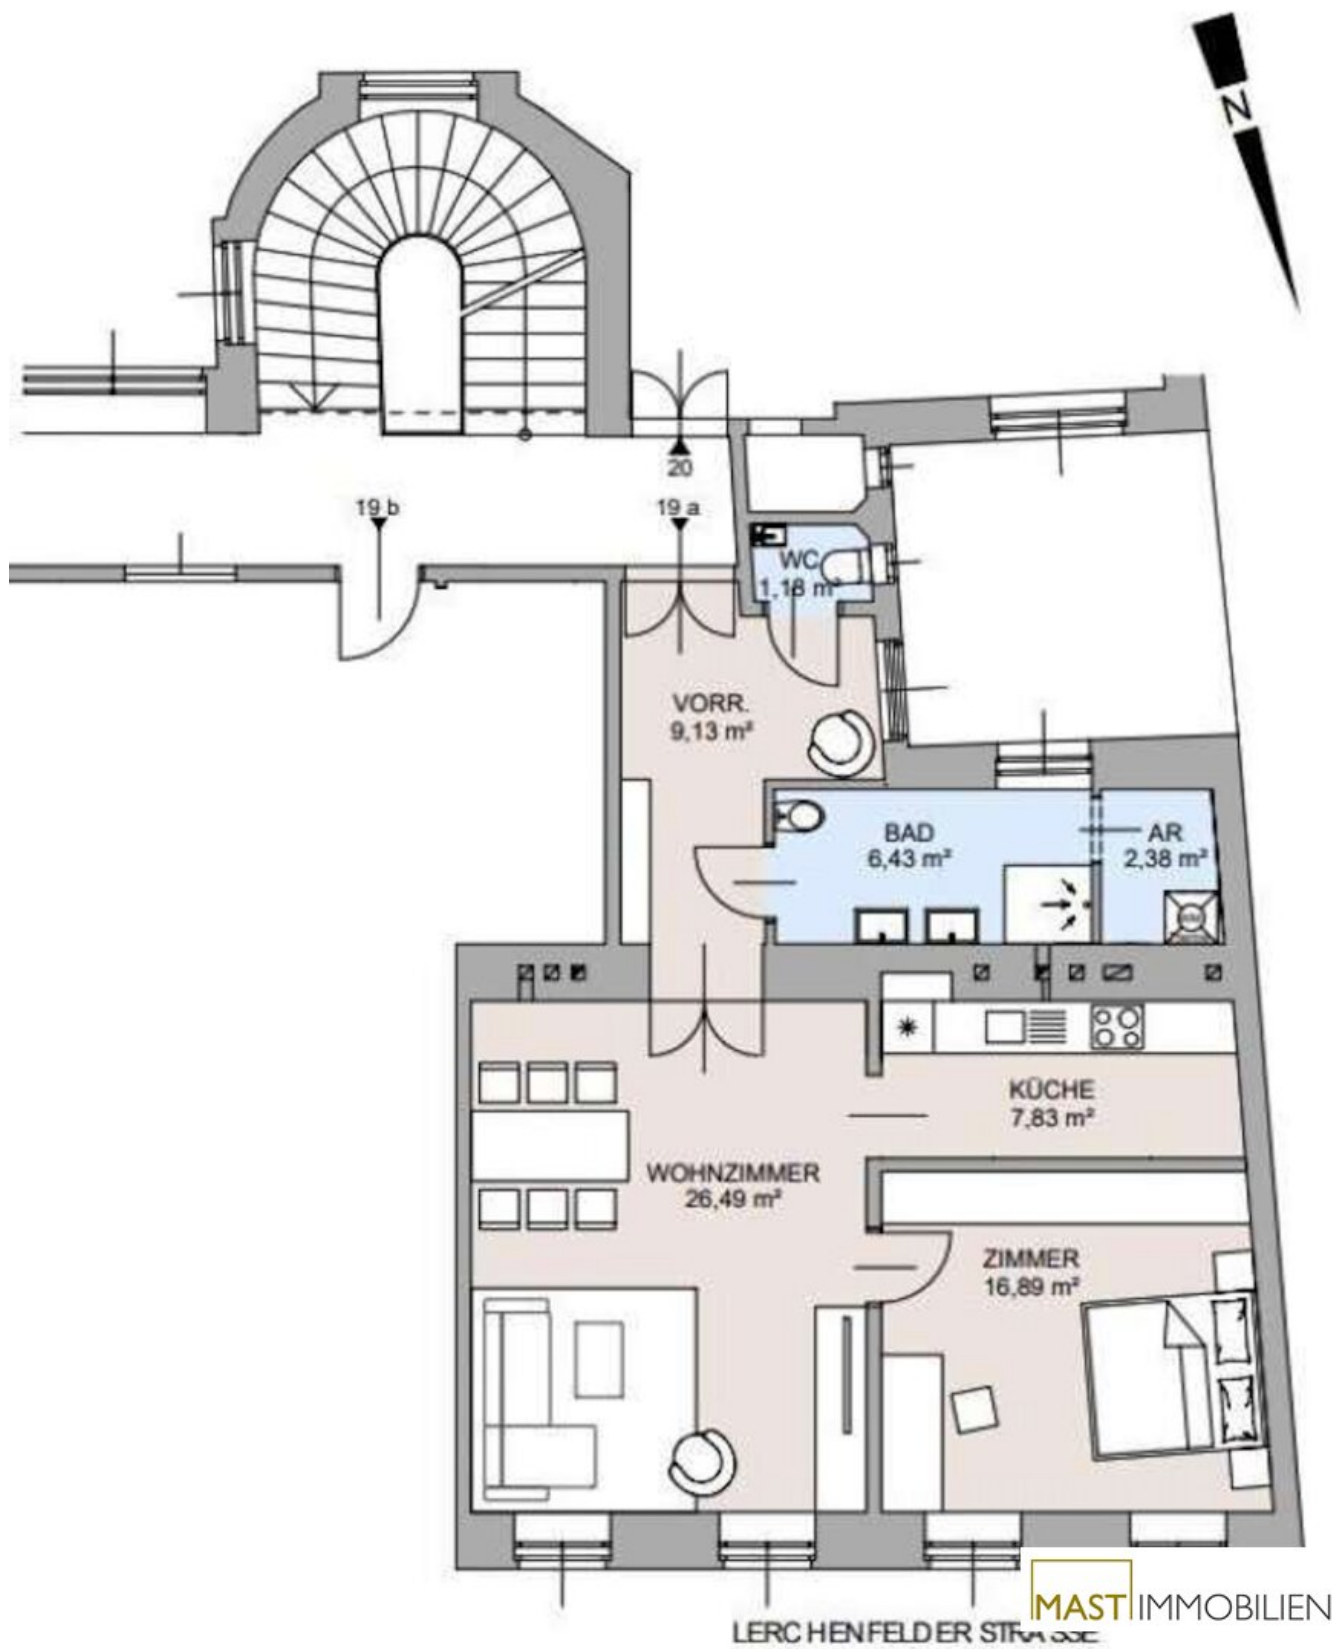 N
20
19 b
19 a
WC
1,18 m²
VORR.
9,13 m²
BAD
6,43 m²
AR
2,38 m²
KÜCHE
7,83 m²
WOHNZIMMER
26,49 m²
ZIMMER
16,89 m²
MAST IMMOBILIEN
LERCHENFELDER STRASSE